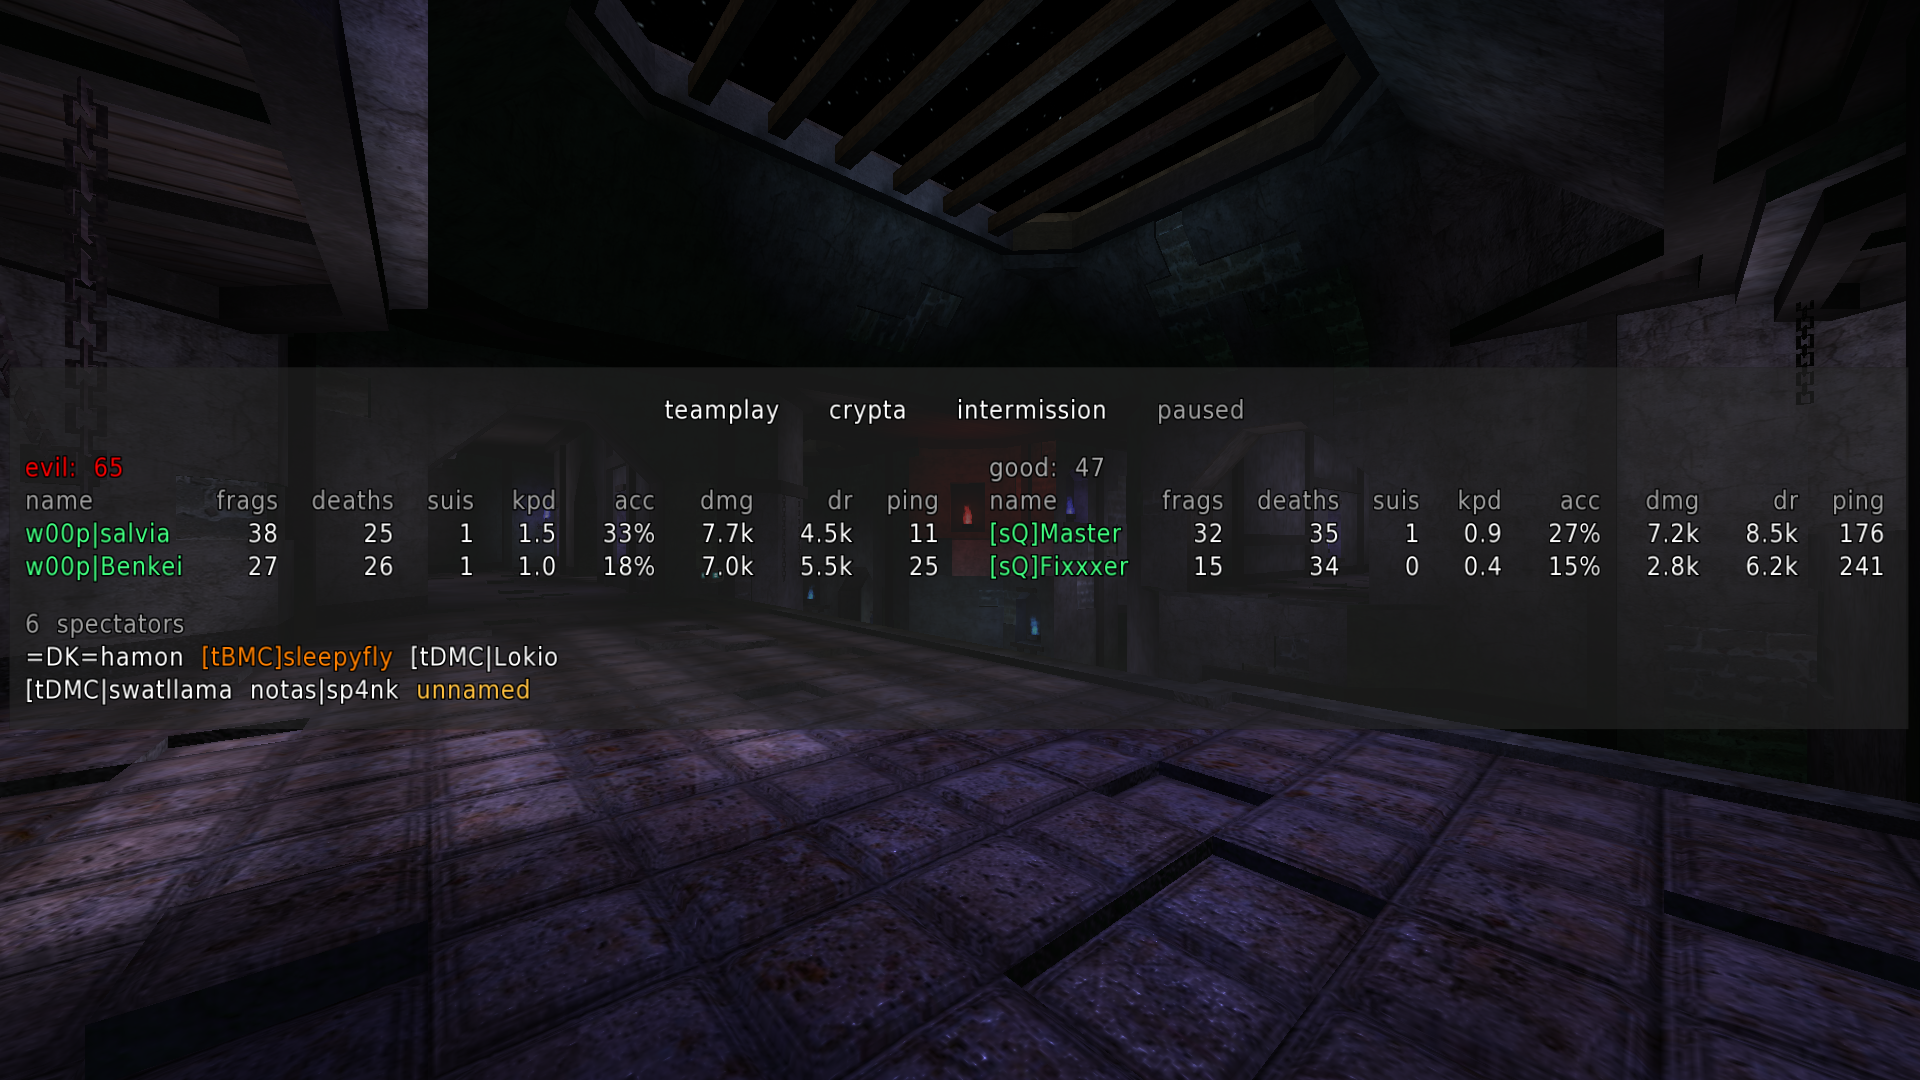 teammplay crypta intermission paused
evil: 65 good: 47
name frags deaths suis kpd acc dmg dr ping name frags deaths suis kpd acc dmg dr ping
w00p|salvia 38 25 1 1.5 33% 7.7k 4.5k 11 [sQ]Master 32 35 1 0.9 27% 7.2k 8.5k 176
w00p|Benkei 27 26 1 1.0 18% 7.0k 5.5k 25 [sQ]Fixxxer 15 34 0 0.4 15% 2.8k 6.2k 241
6 spectators
=DK=hamon [tBMC]sleepyfly [tDMC|Lokio
[tDMC|swatllama notas|sp4nk unnamed